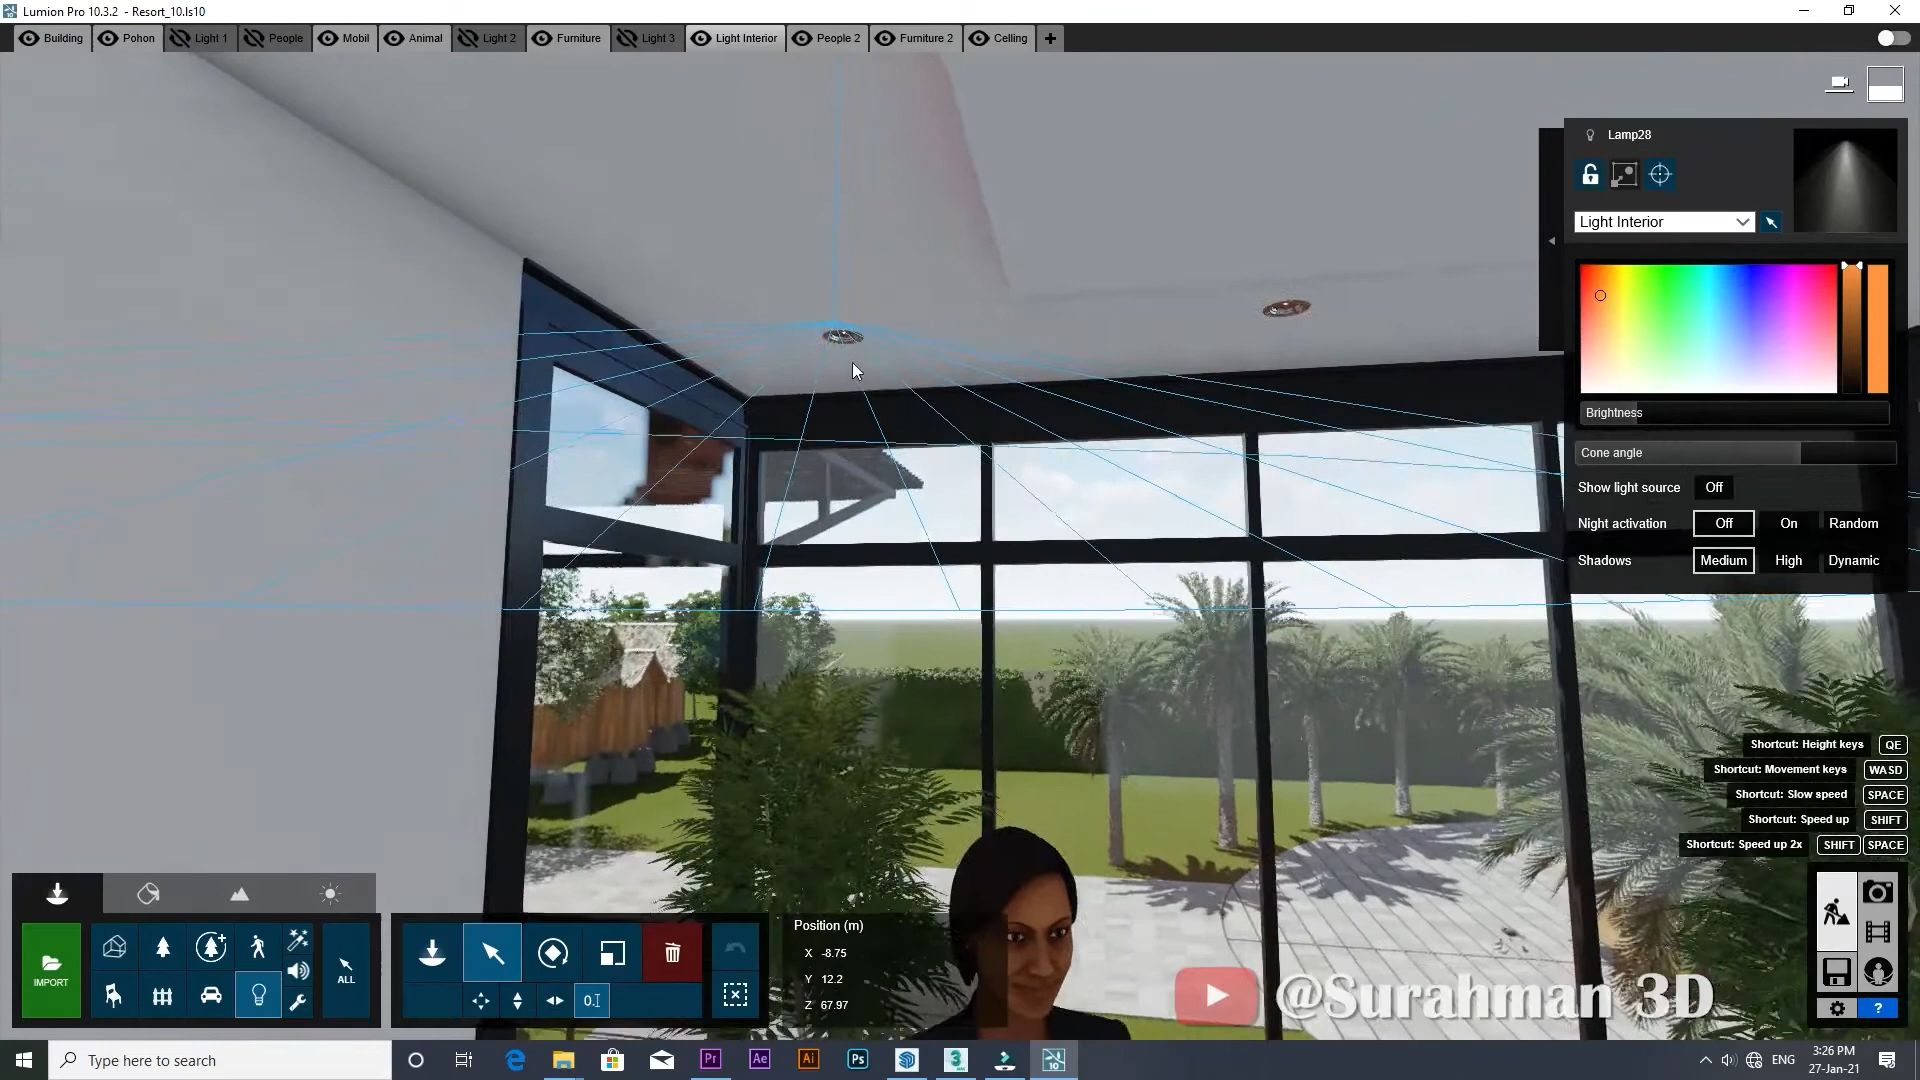 Lumion Pro 10.3.2 - Resort_10.ls10
Building Pohon Light 1 People Mobil Animal Light 2 Furniture Light 3 Light Interior People 2 Furniture 2 Celling
Lamp28
Light Interior
Brightness
Cone angle
Show light source Off
Night activation Off On Random
Shadows Medium High Dynamic
Shortcut: Height keys QE
Shortcut: Movement keys WASD
Shortcut: Slow speed SPACE
Shortcut: Speed up SHIFT
Shortcut: Speed up 2x SHIFT SPACE
IMPORT
ALL
Position (m)
X -8.75
Y 12.2
Z 67.97
@Surahman 3D
Type here to search
Pr Ae Ai Ps 3 10
ENG
3:26 PM
27-Jan-21